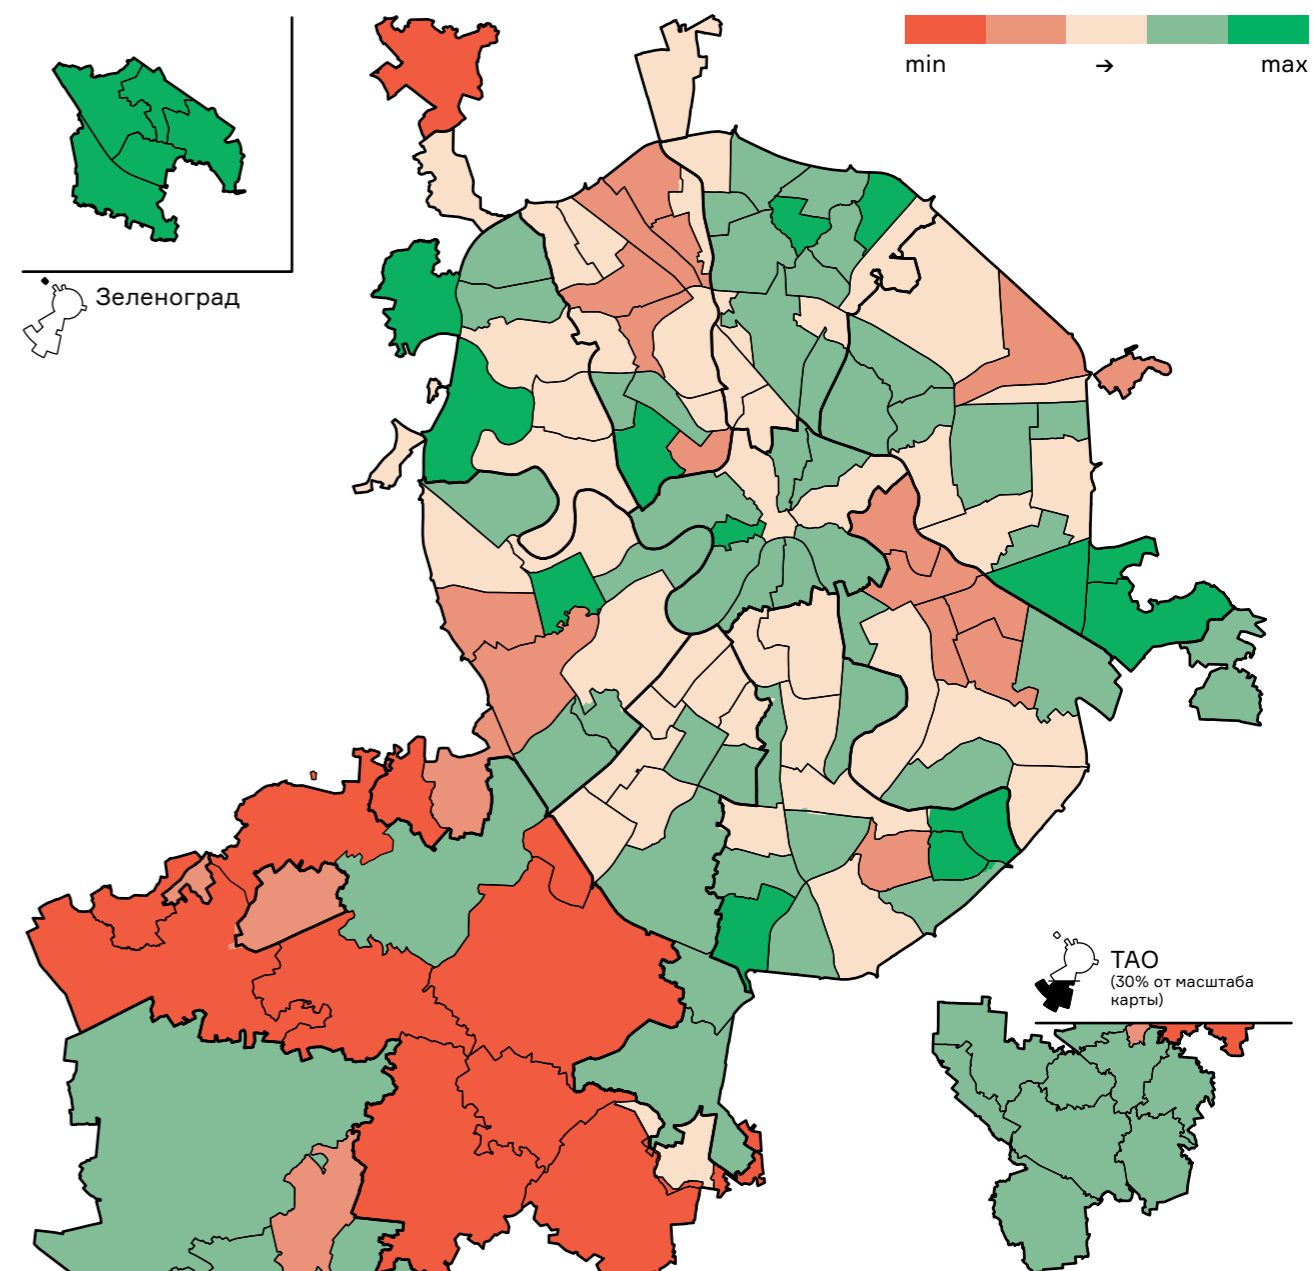 min → max
Зеленоград
ТАО
(30% от масштаба
карты)